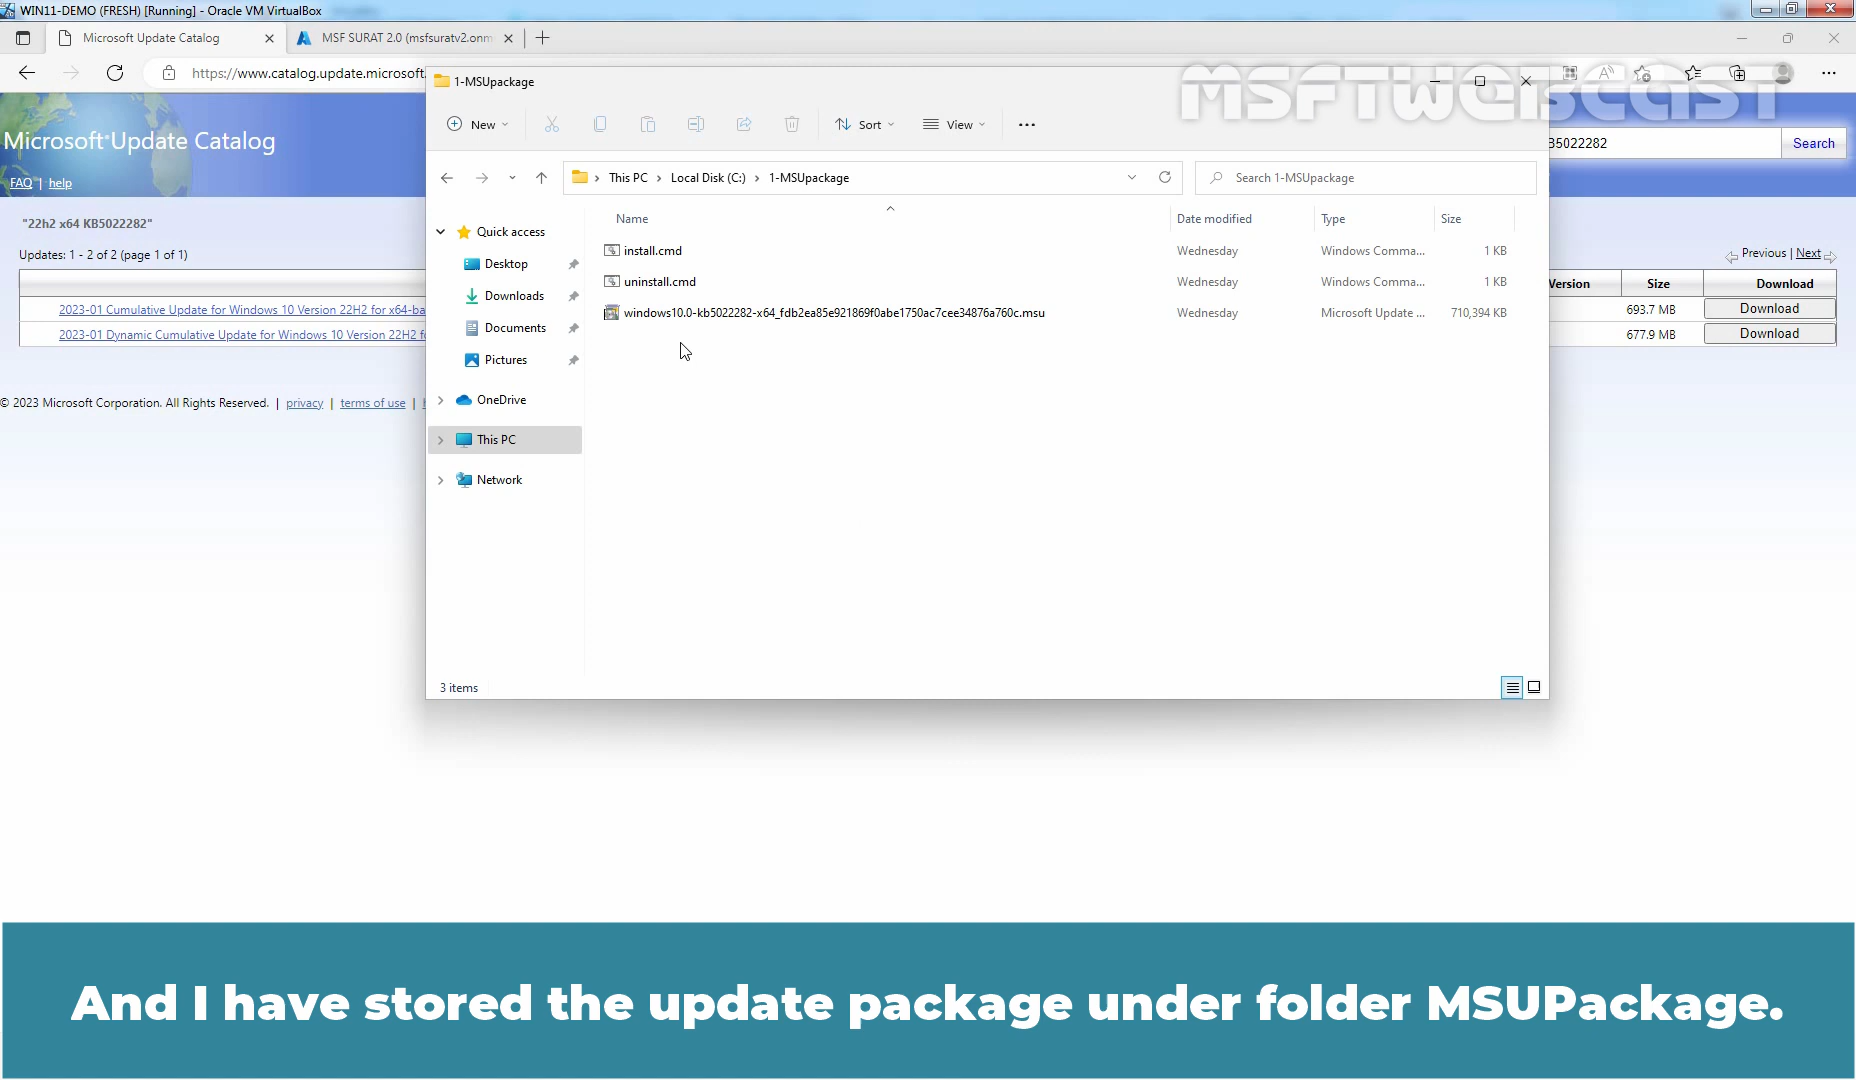 WIN11-DEMO (FRESH) [Running] - Oracle VM VirtualBox
Microsoft Update Catalog
MSF SURAT 2.0 (msfsuratv2.onm
https://www.catalog.update.microsoft.
MSFTWEBCAST
1-MSUpackage
New
Sort
View
Microsoft Update Catalog
B5022282
Search
FAQ | help
This PC > Local Disk (C:) > 1-MSUpackage
Search 1-MSUpackage
"22h2 x64 KB5022282"
Updates: 1 - 2 of 2 (page 1 of 1)
Previous | Next
Version Size Download
2023-01 Cumulative Update for Windows 10 Version 22H2 for x64-ba
693.7 MB Download
2023-01 Dynamic Cumulative Update for Windows 10 Version 22H2 fo
677.9 MB Download
© 2023 Microsoft Corporation. All Rights Reserved. | privacy | terms of use |
Quick access
Desktop
Downloads
Documents
Pictures
OneDrive
This PC
Network
Name Date modified Type Size
install.cmd Wednesday Windows Comma... 1 KB
uninstall.cmd Wednesday Windows Comma... 1 KB
windows10.0-kb5022282-x64_fdb2ea85e921869f0abe1750ac7cee34876a760c.msu Wednesday Microsoft Update ... 710,394 KB
3 items
And I have stored the update package under folder MSUPackage.